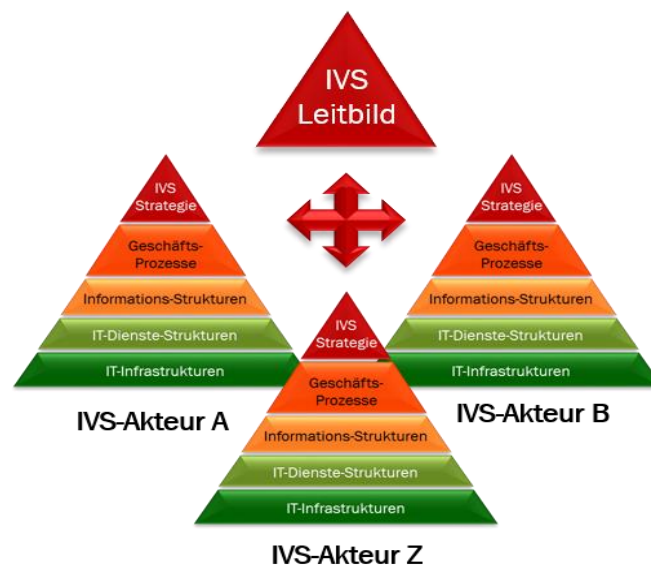 IVS
Leitbild
IVS
Strategie
Geschäfts-
Prozesse
Informations-Strukturen
IT-Dienste-Strukturen
IT-Infrastrukturen
IVS-Akteur A
IVS
Strategie
Geschäfts-
Prozesse
Informations-Strukturen
IT-Dienste-Strukturen
IT-Infrastrukturen
IVS-Akteur B
IVS
Strategie
Geschäfts-
Prozesse
Informations-Strukturen
IT-Dienste-Strukturen
IT-Infrastrukturen
IVS-Akteur Z